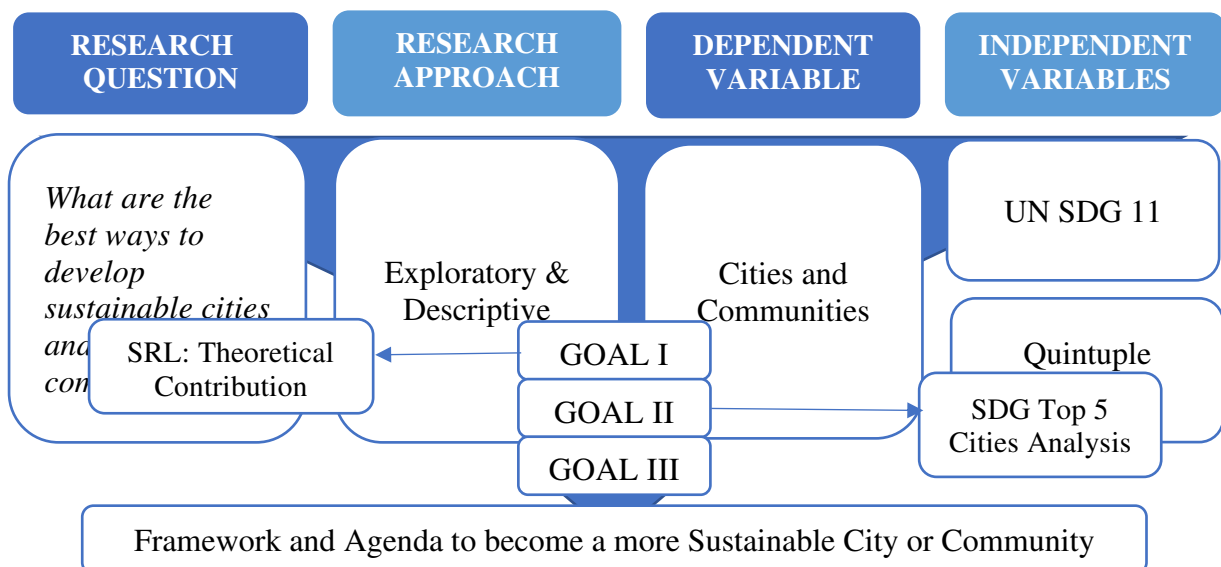 RESEARCH
QUESTION
RESEARCH
APPROACH
DEPENDENT
VARIABLE
INDEPENDENT
VARIABLES
What are the
best ways to
develop
sustainable cities
Exploratory &
Descriptive
Cities and
Communities
UN SDG 11
Quintuple
SRL: Theoretical
Contribution
GOAL I
GOAL II
GOAL III
SDG Top 5
Cities Analysis
Framework and Agenda to become a more Sustainable City or Community